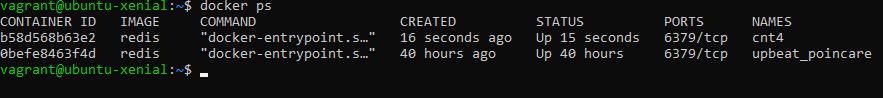 vagrant@ubuntu-xenial:~$ docker ps
CONTAINER ID   IMAGE   COMMAND   CREATED   STATUS   PORTS   NAMES
b58d568b63e2   redis   "docker-entrypoint.s…"   16 seconds ago   Up 15 seconds   6379/tcp   cnt4
0befe8463f4d   redis   "docker-entrypoint.s…"   40 hours ago   Up 40 hours   6379/tcp   upbeat_poincare
vagrant@ubuntu-xenial:~$